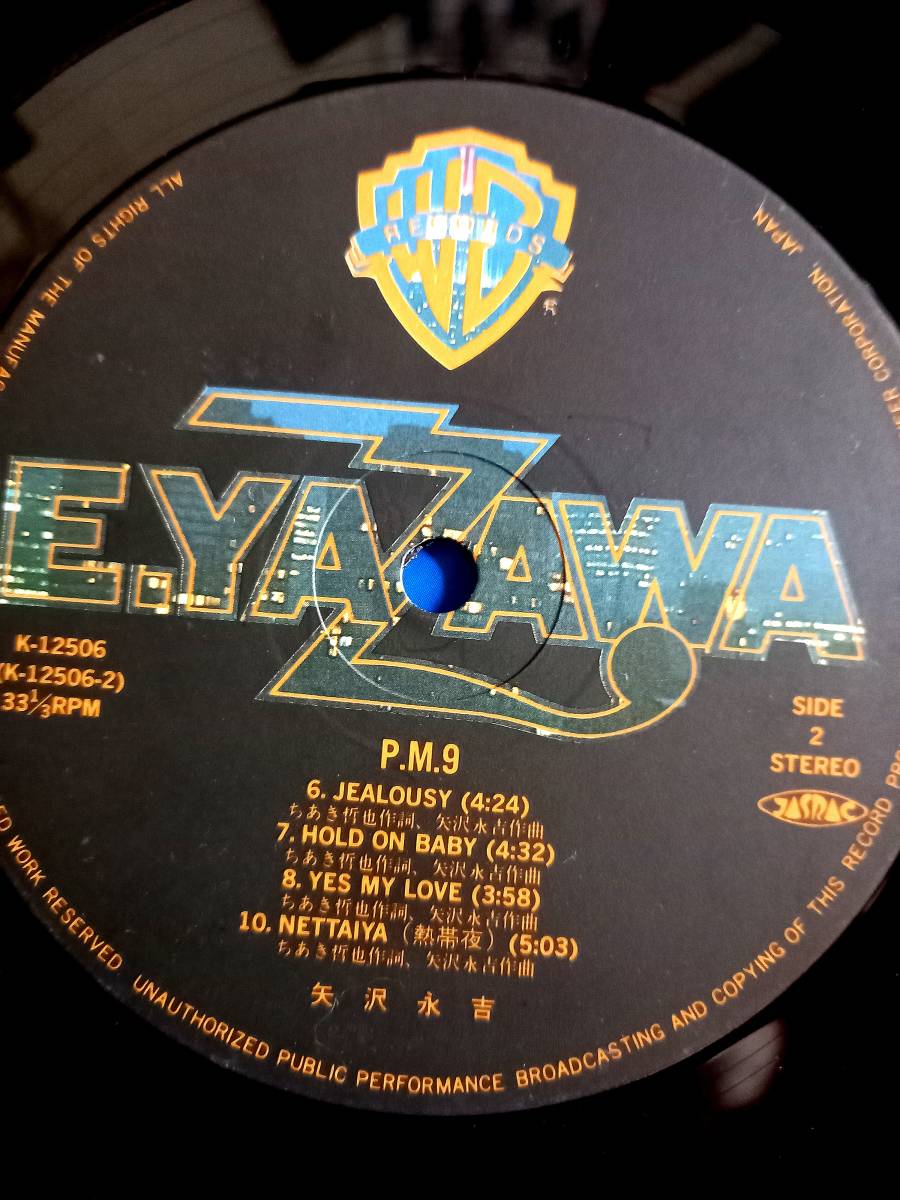 WB
RECORDS
®
E.YAZAWA
K-12506
(K-12506-2)
33⅓RPM
SIDE
2
STEREO
JASRAC
P.M.9
6. JEALOUSY (4:24)
ちあき哲也作詞、矢沢永吉作曲
7. HOLD ON BABY (4:32)
ちあき哲也作詞、矢沢永吉作曲
8. YES MY LOVE (3:58)
ちあき哲也作詞、矢沢永吉作曲
10. NETTAIYA (熱帯夜) (5:03)
ちあき哲也作詞、矢沢永吉作曲
矢沢永吉
ALL RIGHTS OF THE MANUFAC
ED WORK RESERVED UNAUTHORIZED PUBLIC PERFORMANCE BROADCASTING AND COPYING OF THIS RECORD PRO
CORPORATION, JAPAN